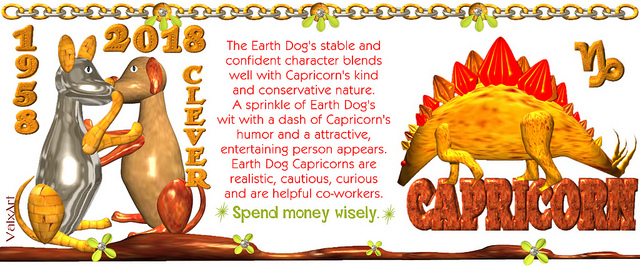 1958
2018
CLEVER
The Earth Dog's stable and
confident character blends
well with Capricorn's kind
and conservative nature.
A sprinkle of Earth Dog's
wit with a dash of Capricorn's
humor and a attractive,
entertaining person appears.
Earth Dog Capricorns are
realistic, cautious, curious
and are helpful co-workers.
Spend money wisely.
♑
CAPRICORN
ValxArt